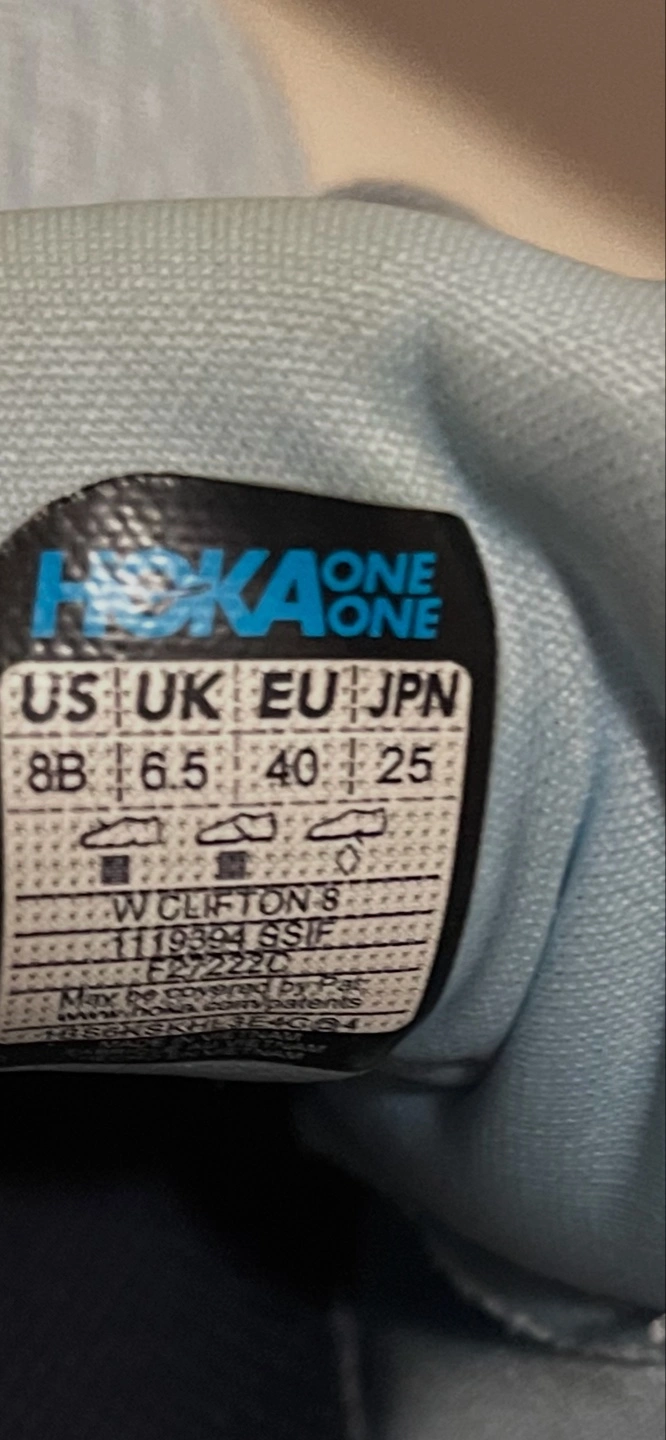 HOKA ONE ONE
US UK EU JPN
8B 6.5 40 25
W CLIFTON 8
1119394 SSIF
F27222C
May be covered by Pat.
www.hoka.com/patents